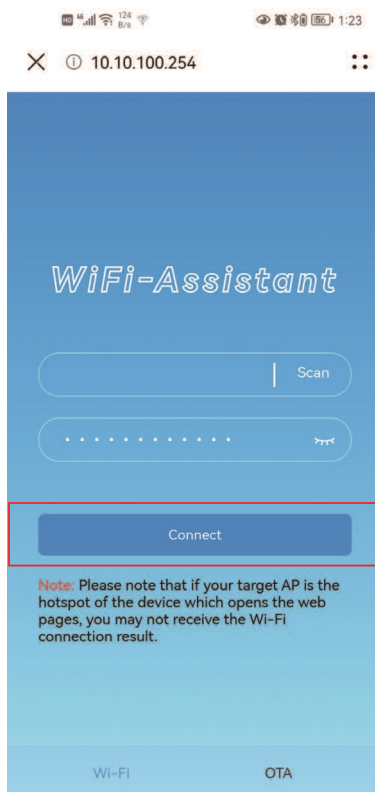 HD 4G 124 B/s 56 1:23
10.10.100.254
WiFi-Assistant
Scan
Connect
Note: Please note that if your target AP is the
hotspot of the device which opens the web
pages, you may not receive the Wi-Fi
connection result.
Wi-Fi OTA